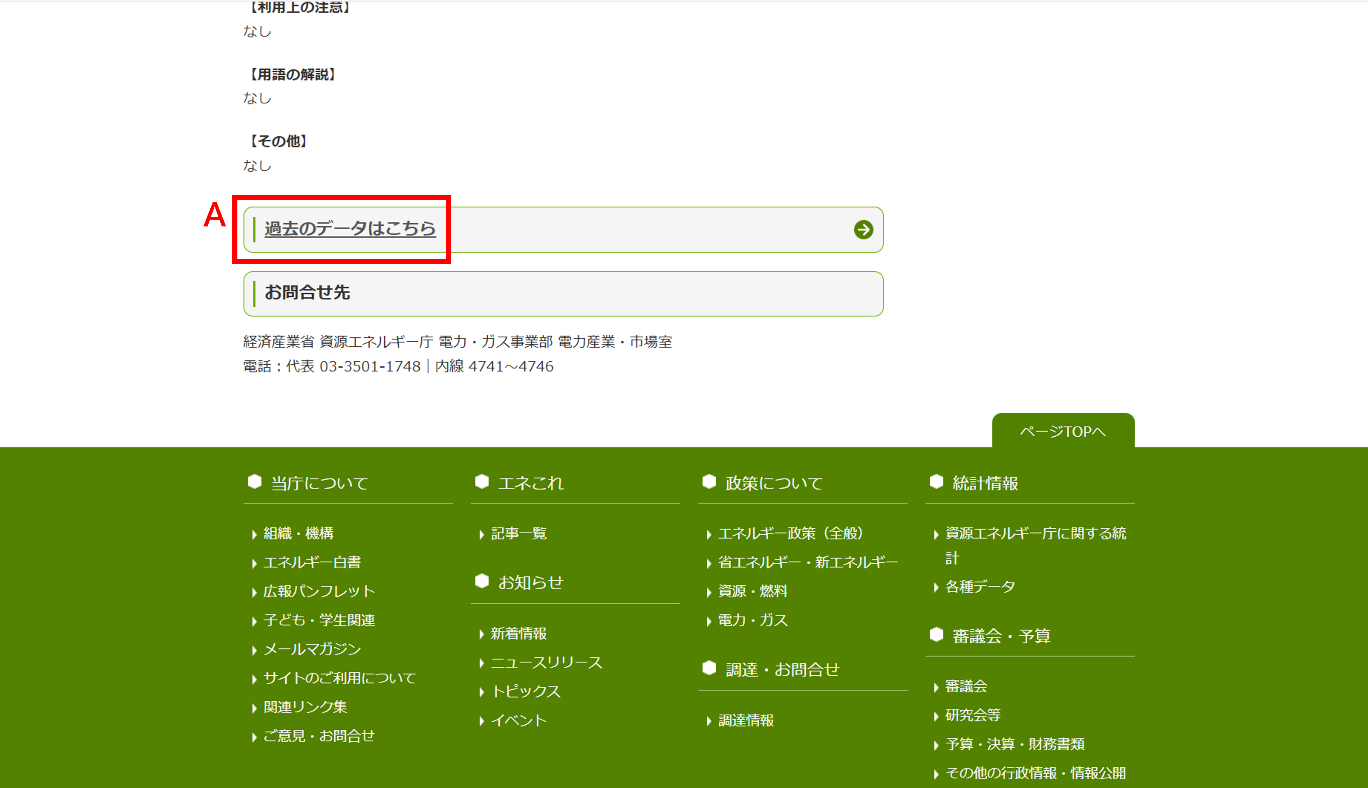 【利用上の注意】
なし
【用語の解説】
なし
【その他】
なし
A
過去のデータはこちら
お問合せ先
経済産業省 資源エネルギー庁 電力・ガス事業部 電力産業・市場室
電話：代表 03-3501-1748｜内線 4741～4746
ページTOPへ
当庁について
組織・機構
エネルギー白書
広報パンフレット
子ども・学生関連
メールマガジン
サイトのご利用について
関連リンク集
ご意見・お問合せ
エネこれ
記事一覧
お知らせ
新着情報
ニュースリリース
トピックス
イベント
政策について
エネルギー政策（全般）
省エネルギー・新エネルギー
資源・燃料
電力・ガス
調達・お問合せ
調達情報
統計情報
資源エネルギー庁に関する統
計
各種データ
審議会・予算
審議会
研究会等
予算・決算・財務書類
その他の行政情報・情報公開